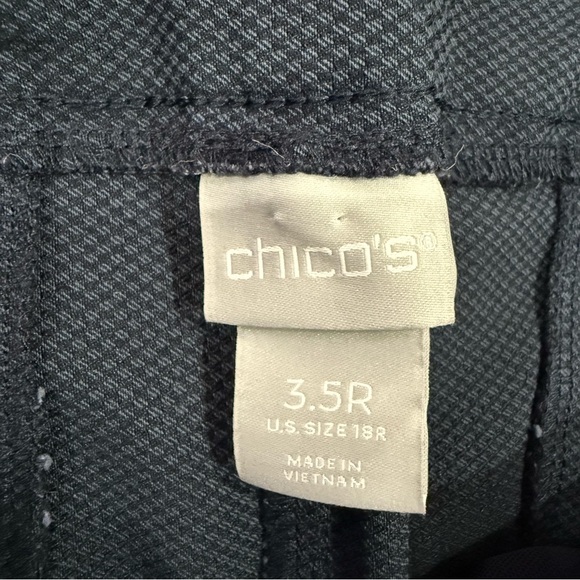 chico's®
3.5R
U.S. SIZE 18R
MADE IN
VIETNAM